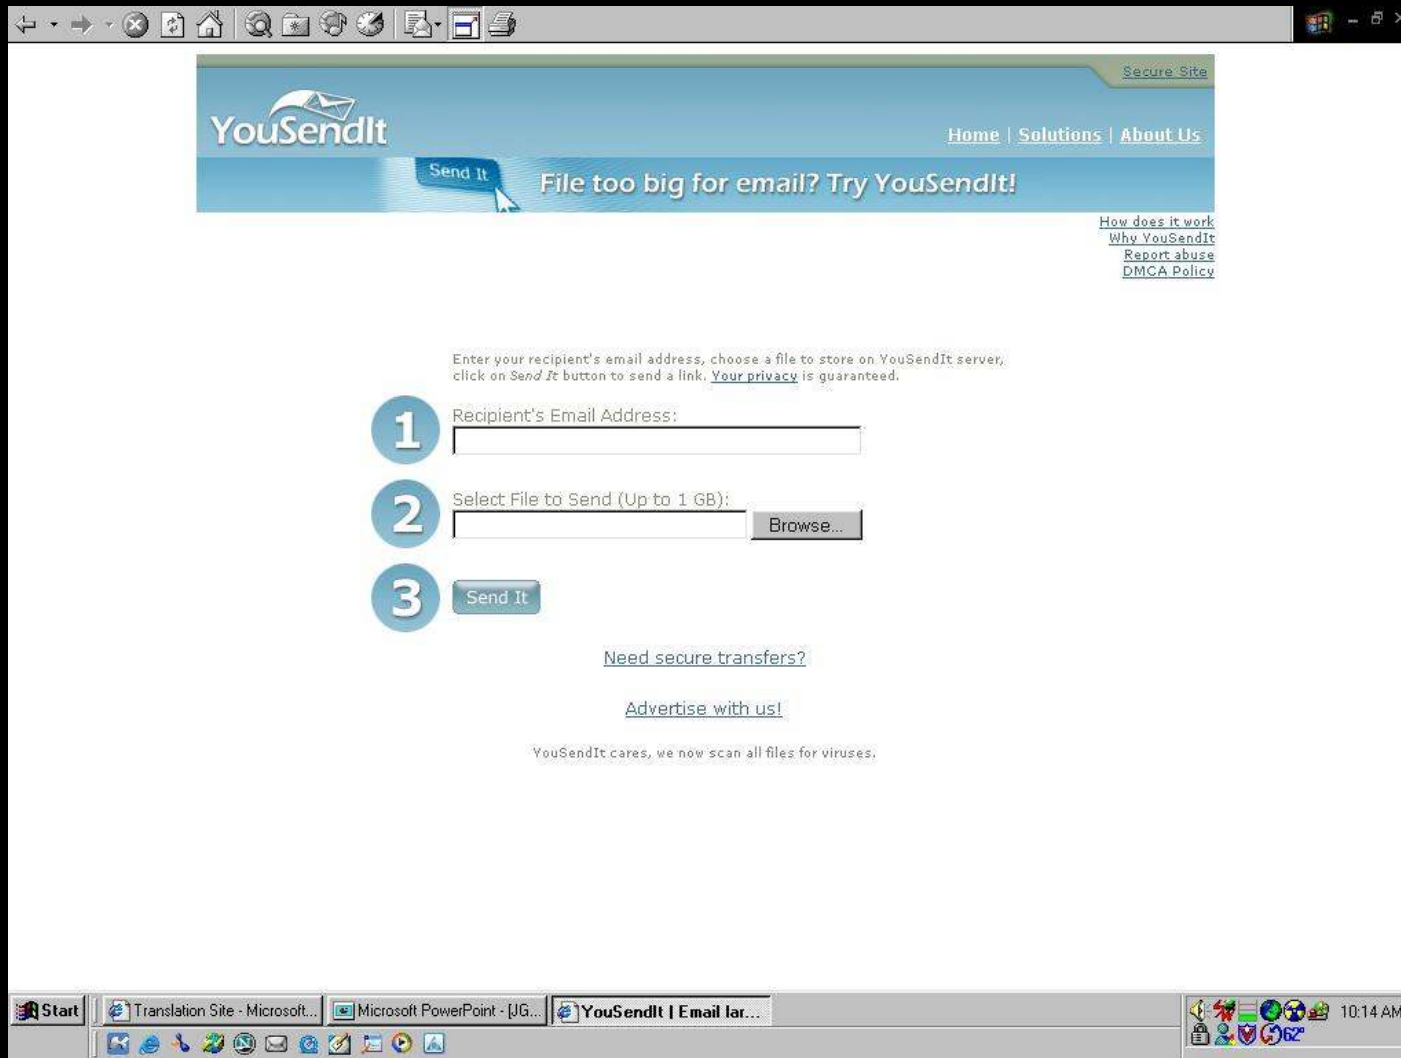 Secure Site
YouSendIt
Home | Solutions | About Us
Send It
File too big for email? Try YouSendIt!
How does it work
Why YouSendIt
Report abuse
DMCA Policy
Enter your recipient's email address, choose a file to store on YouSendIt server,
click on Send It button to send a link. Your privacy is guaranteed.
1
Recipient's Email Address:
2
Select File to Send (Up to 1 GB):
Browse...
3
Send It
Need secure transfers?
Advertise with us!
YouSendIt cares, we now scan all files for viruses.
Start
Translation Site - Microsoft...
Microsoft PowerPoint - [JG...
YouSendIt | Email lar...
10:14 AM
62°